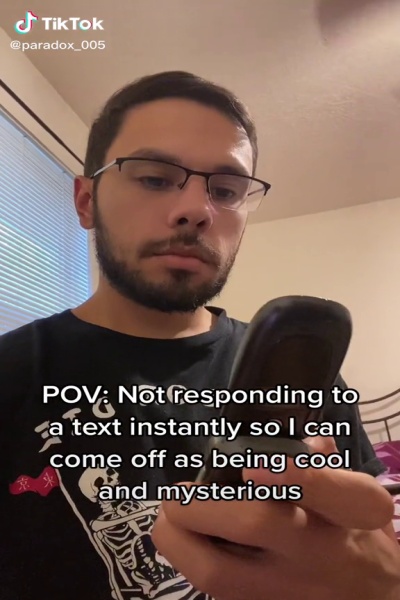 TikTok
@paradox_005
POV: Not responding to
a text instantly so I can
come off as being cool
and mysterious